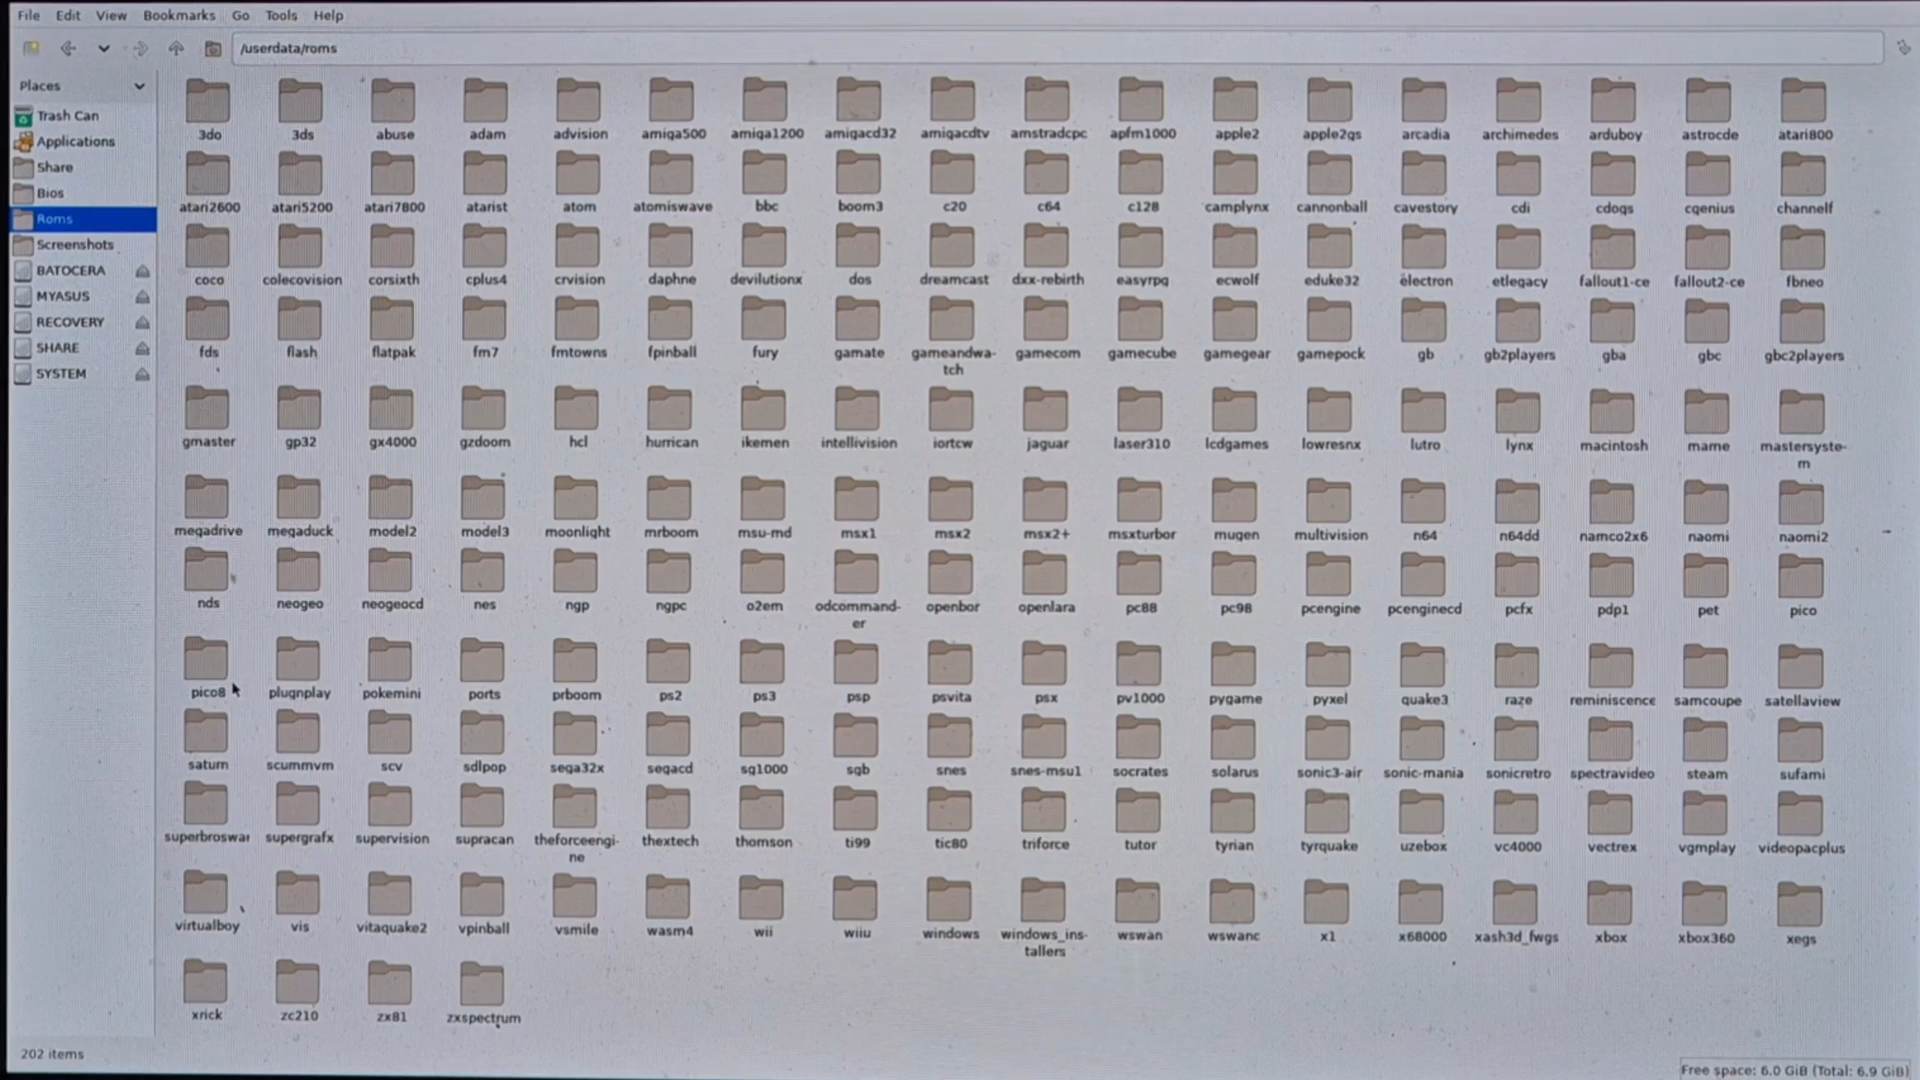 File Edit View Bookmarks Go Tools Help
/userdata/roms
Places
Trash Can
Applications
Share
Bios
Roms
Screenshots
BATOCERA
MYASUS
RECOVERY
SHARE
SYSTEM
3do 3ds abuse adam advision amiga500 amiga1200 amigacd32 amigacdtv amstradcpc apfm1000 apple2 apple2gs arcadia archimedes arduboy astrocde atari800
atari2600 atari5200 atari7800 atarist atom atomiswave bbc boom3 c20 c64 c128 camplynx cannonball cavestory cdi cdogs cgenius channelf
coco colecovision corsixth cplus4 crvision daphne devilutionx dos dreamcast dxx-rebirth easyrpg ecwolf eduke32 electron etlegacy fallout1-ce fallout2-ce fbneo
fds flash flatpak fm7 fmtowns fpinball fury gamate gameandwa- gamecom gamecube gamegear gamepock gb gb2players gba gbc gbc2players
tch
gmaster gp32 gx4000 gzdoom hcl hurrican ikemen intellivision iortcw jaguar laser310 lcdgames lowresnx lutro lynx macintosh mame mastersyste-
m
megadrive megaduck model2 model3 moonlight mrboom msu-md msx1 msx2 msx2+ msxturbor mugen multivision n64 n64dd namco2x6 naomi naomi2
nds neogeo neogeocd nes ngp ngpc o2em odcommand- openbor openlara pc88 pc98 pcengine pcenginecd pcfx pdp1 pet pico
er
pico8 plugnplay pokemini ports prboom ps2 ps3 psp psvita psx pv1000 pygame pyxel quake3 raze reminiscence samcoupe satellaview
saturn scummvm scv sdlpop sega32x segacd sg1000 sgb snes snes-msu1 socrates solarus sonic3-air sonic-mania sonicretro spectravideo steam sufami
superbroswar supergrafx supervision supracan theforceengi- thextech thomson ti99 tic80 triforce tutor tyrian tyrquake uzebox vc4000 vectrex vgmplay videopacplus
ne
virtualboy vis vitaquake2 vpinball vsmile wasm4 wii wiiu windows windows_ins- wswan wswanc x1 x68000 xash3d_fwgs xbox xbox360 xegs
tallers
xrick zc210 zx81 zxspectrum
202 items
Free space: 6.0 GiB (Total: 6.9 GiB)